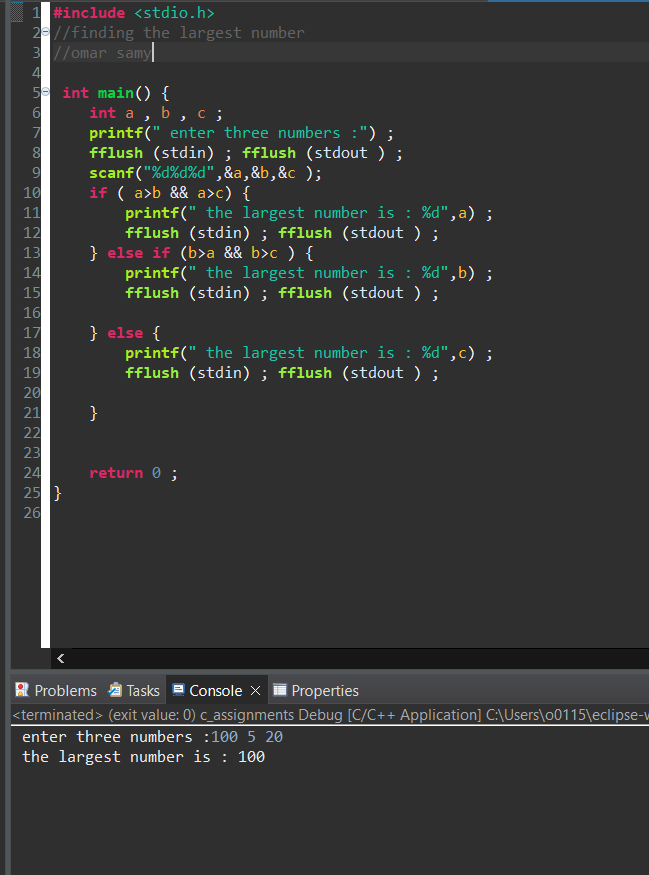 1 #include <stdio.h>
2 //finding the largest number
3 //omar samy
4
5 int main() {
6 int a , b , c ;
7 printf(" enter three numbers :") ;
8 fflush (stdin) ; fflush (stdout ) ;
9 scanf("%d%d%d",&a,&b,&c );
10 if ( a>b && a>c) {
11 printf(" the largest number is : %d",a) ;
12 fflush (stdin) ; fflush (stdout ) ;
13 } else if (b>a && b>c ) {
14 printf(" the largest number is : %d",b) ;
15 fflush (stdin) ; fflush (stdout ) ;
16
17 } else {
18 printf(" the largest number is : %d",c) ;
19 fflush (stdin) ; fflush (stdout ) ;
20
21 }
22
23
24 return 0 ;
25 }
26
Problems Tasks Console Properties
<terminated> (exit value: 0) c_assignments Debug [C/C++ Application] C:\Users\o0115\eclipse-w
enter three numbers :100 5 20
the largest number is : 100